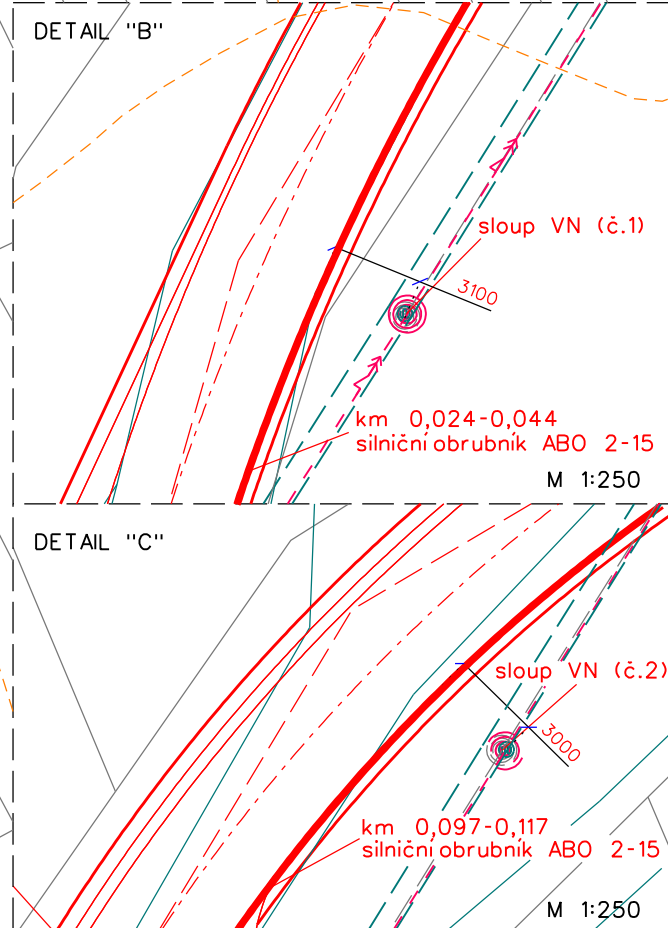 DETAIL "B"
sloup VN (č.1)
3100
km 0,024-0,044
silniční obrubník ABO 2-15
M 1:250
DETAIL "C"
sloup VN (č.2)
3000
km 0,097-0,117
silniční obrubník ABO 2-15
M 1:250